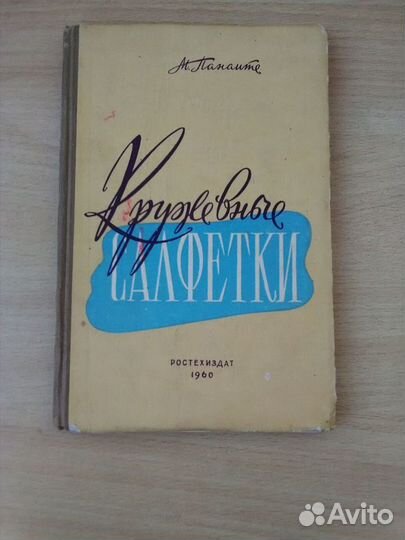 М. Панаите
Кружевные
САЛФЕТКИ
РОСТЕХИЗДАТ
1960
Avito